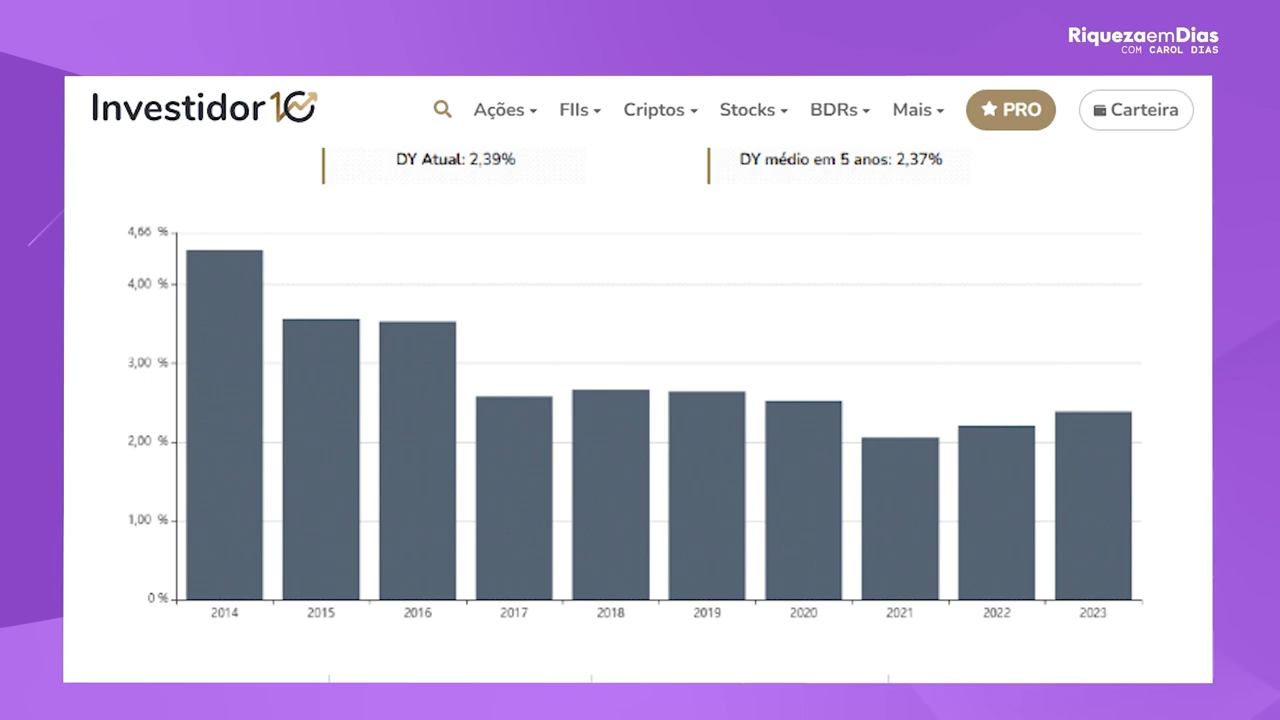 RiquezaemDias
COM CAROL DIAS
Investidor 10
Ações
FIIs
Criptos
Stocks
BDRs
Mais
PRO
Carteira
DY Atual: 2,39%
DY médio em 5 anos: 2,37%
4,66 %
4,00 %
3,00 %
2,00 %
1,00 %
0 %
2014 2015 2016 2017 2018 2019 2020 2021 2022 2023